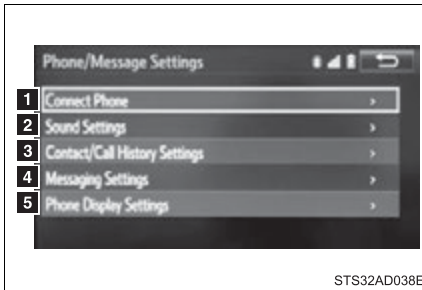 Phone/Message Settings
1 Connect Phone
2 Sound Settings
3 Contact/Call History Settings
4 Messaging Settings
5 Phone Display Settings
STS32AD038E